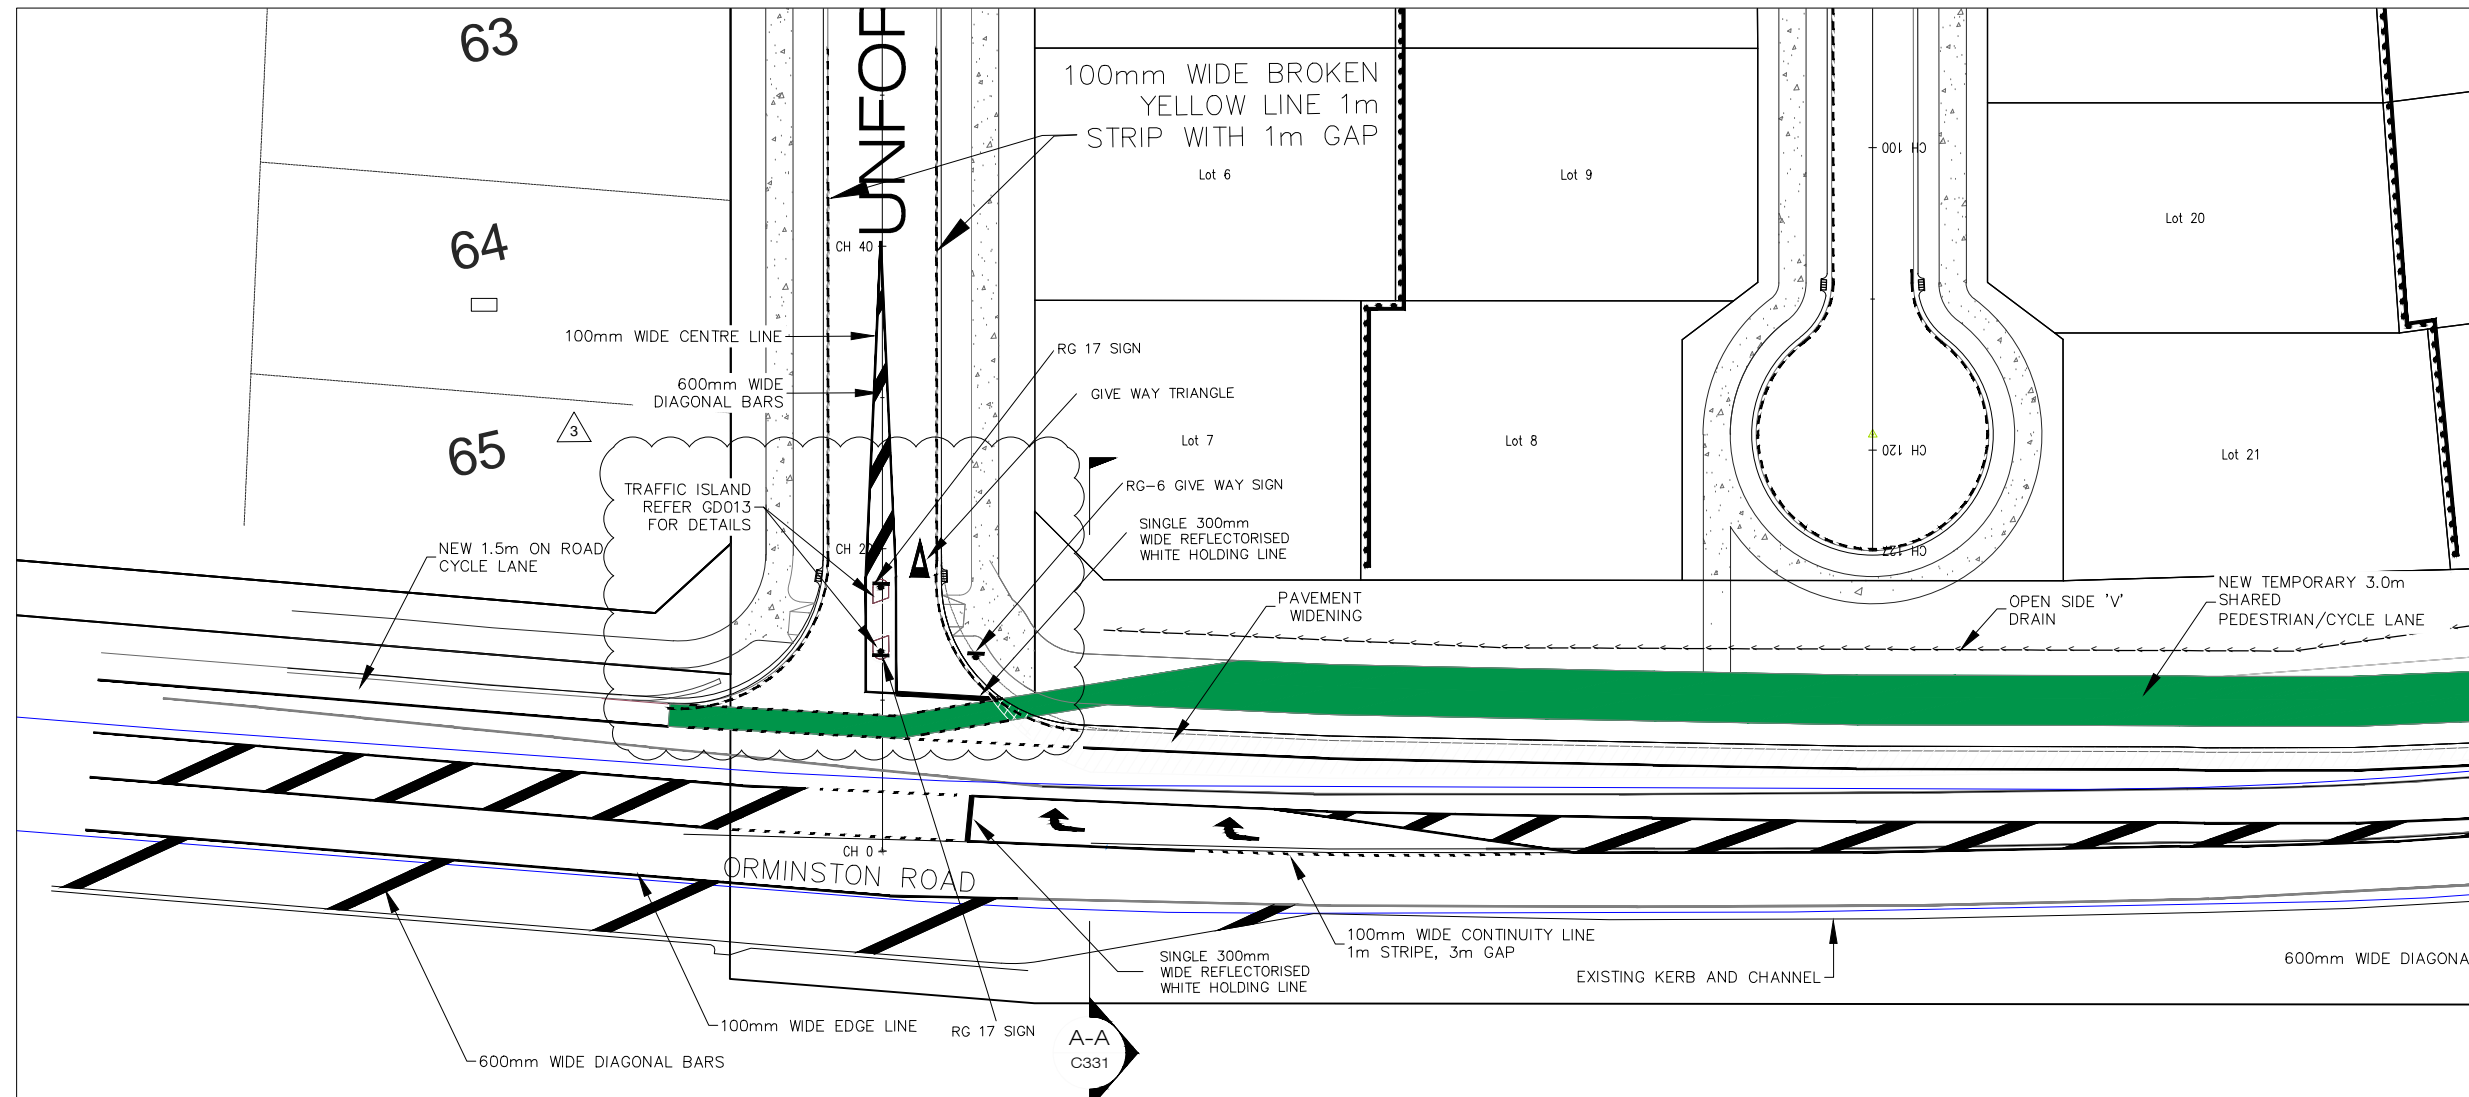 63
UNIFOR
100mm WIDE BROKEN
YELLOW LINE 1m
STRIP WITH 1m GAP
Lot 6
Lot 9
CH 100
Lot 20
64
CH 40
100mm WIDE CENTRE LINE
RG 17 SIGN
600mm WIDE
DIAGONAL BARS
GIVE WAY TRIANGLE
3
65
Lot 7
Lot 8
CH 120
Lot 21
TRAFFIC ISLAND
REFER GD013
FOR DETAILS
RG-6 GIVE WAY SIGN
SINGLE 300mm
WIDE REFLECTORISED
WHITE HOLDING LINE
NEW 1.5m ON ROAD
CYCLE LANE
CH 20
CH 127
PAVEMENT
WIDENING
OPEN SIDE 'V'
DRAIN
NEW TEMPORARY 3.0m
SHARED
PEDESTRIAN/CYCLE LANE
CH 0
ORMINSTON ROAD
100mm WIDE CONTINUITY LINE
1m STRIPE, 3m GAP
SINGLE 300mm
WIDE REFLECTORISED
WHITE HOLDING LINE
EXISTING KERB AND CHANNEL
600mm WIDE DIAGONA
100mm WIDE EDGE LINE
RG 17 SIGN
600mm WIDE DIAGONAL BARS
A-A
C331